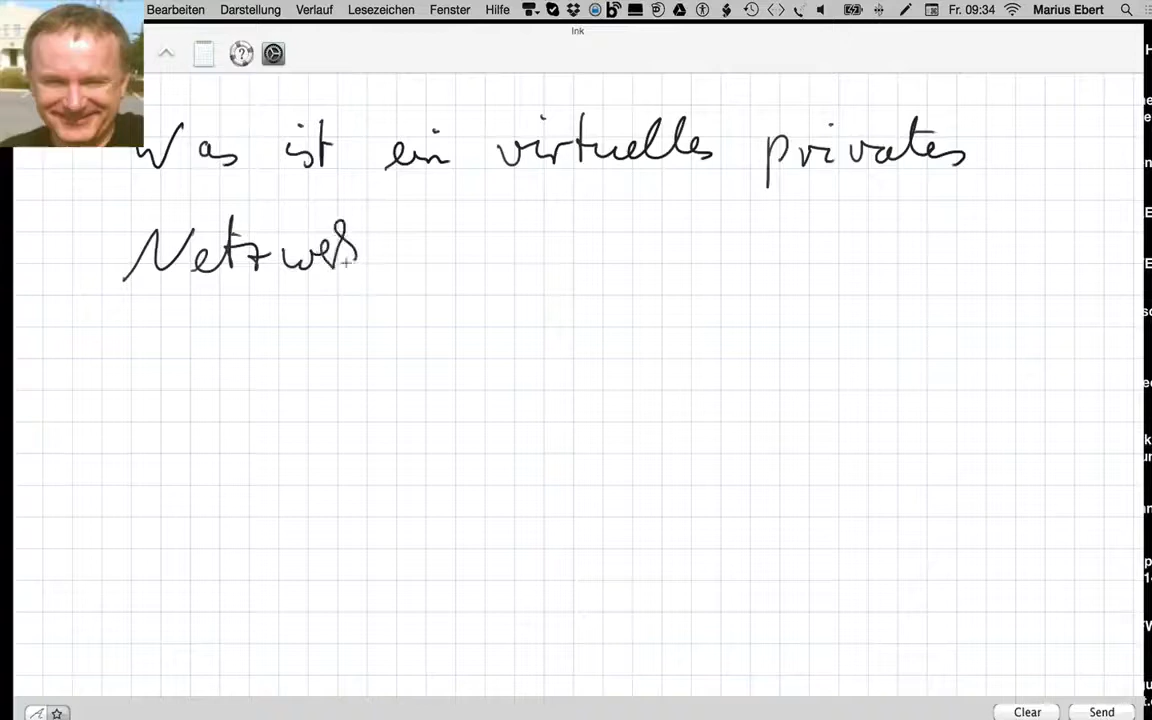 Bearbeiten Darstellung Verlauf Lesezeichen Fenster Hilfe Fr. 09:34 Marius Ebert
Ink
Was ist ein virtuelles privates
Netzwek
Clear Send